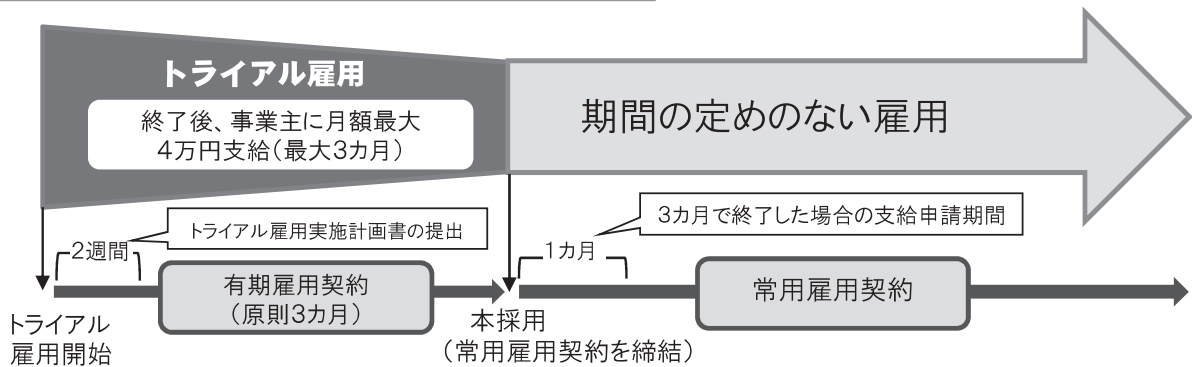 トライアル雇用
終了後、事業主に月額最大
4万円支給(最大3カ月)
期間の定めのない雇用
2週間
トライアル雇用実施計画書の提出
3カ月で終了した場合の支給申請期間
1カ月
有期雇用契約
(原則3カ月)
常用雇用契約
トライアル
雇用開始
本採用
(常用雇用契約を締結)